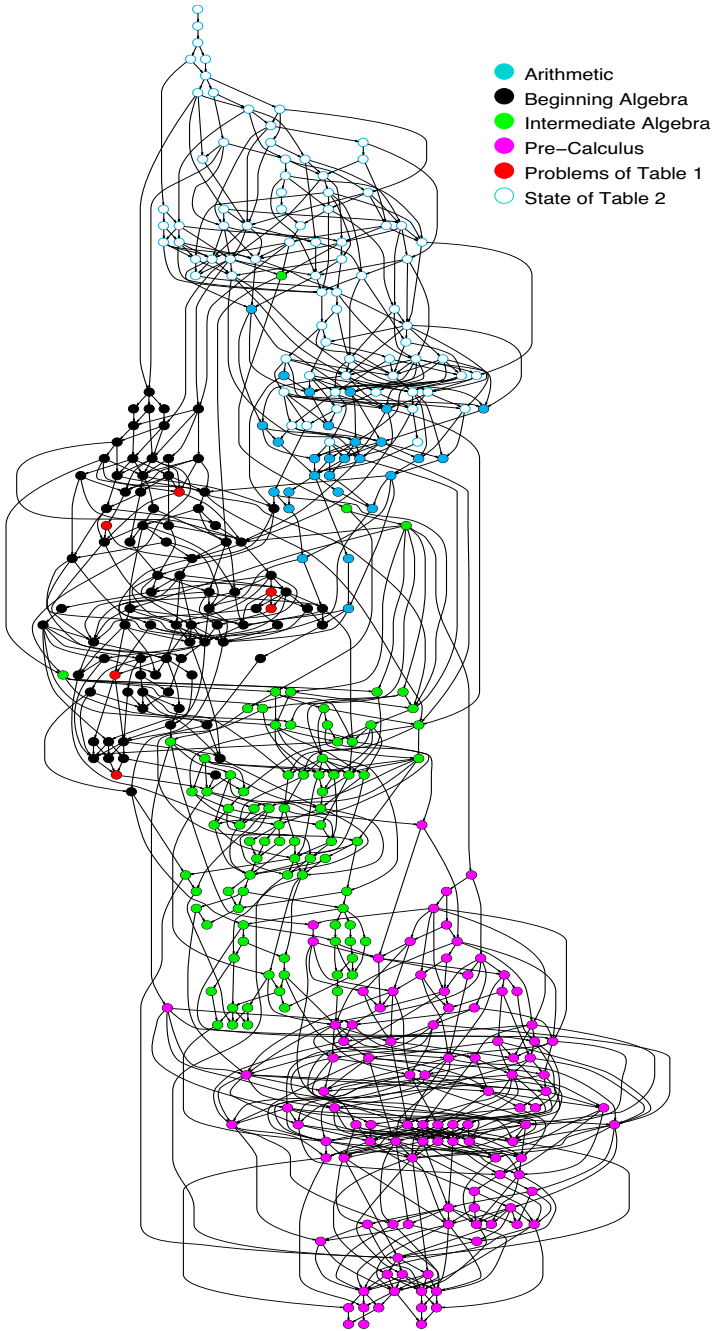 Arithmetic
Beginning Algebra
Intermediate Algebra
Pre−Calculus
Problems of Table 1
State of Table 2